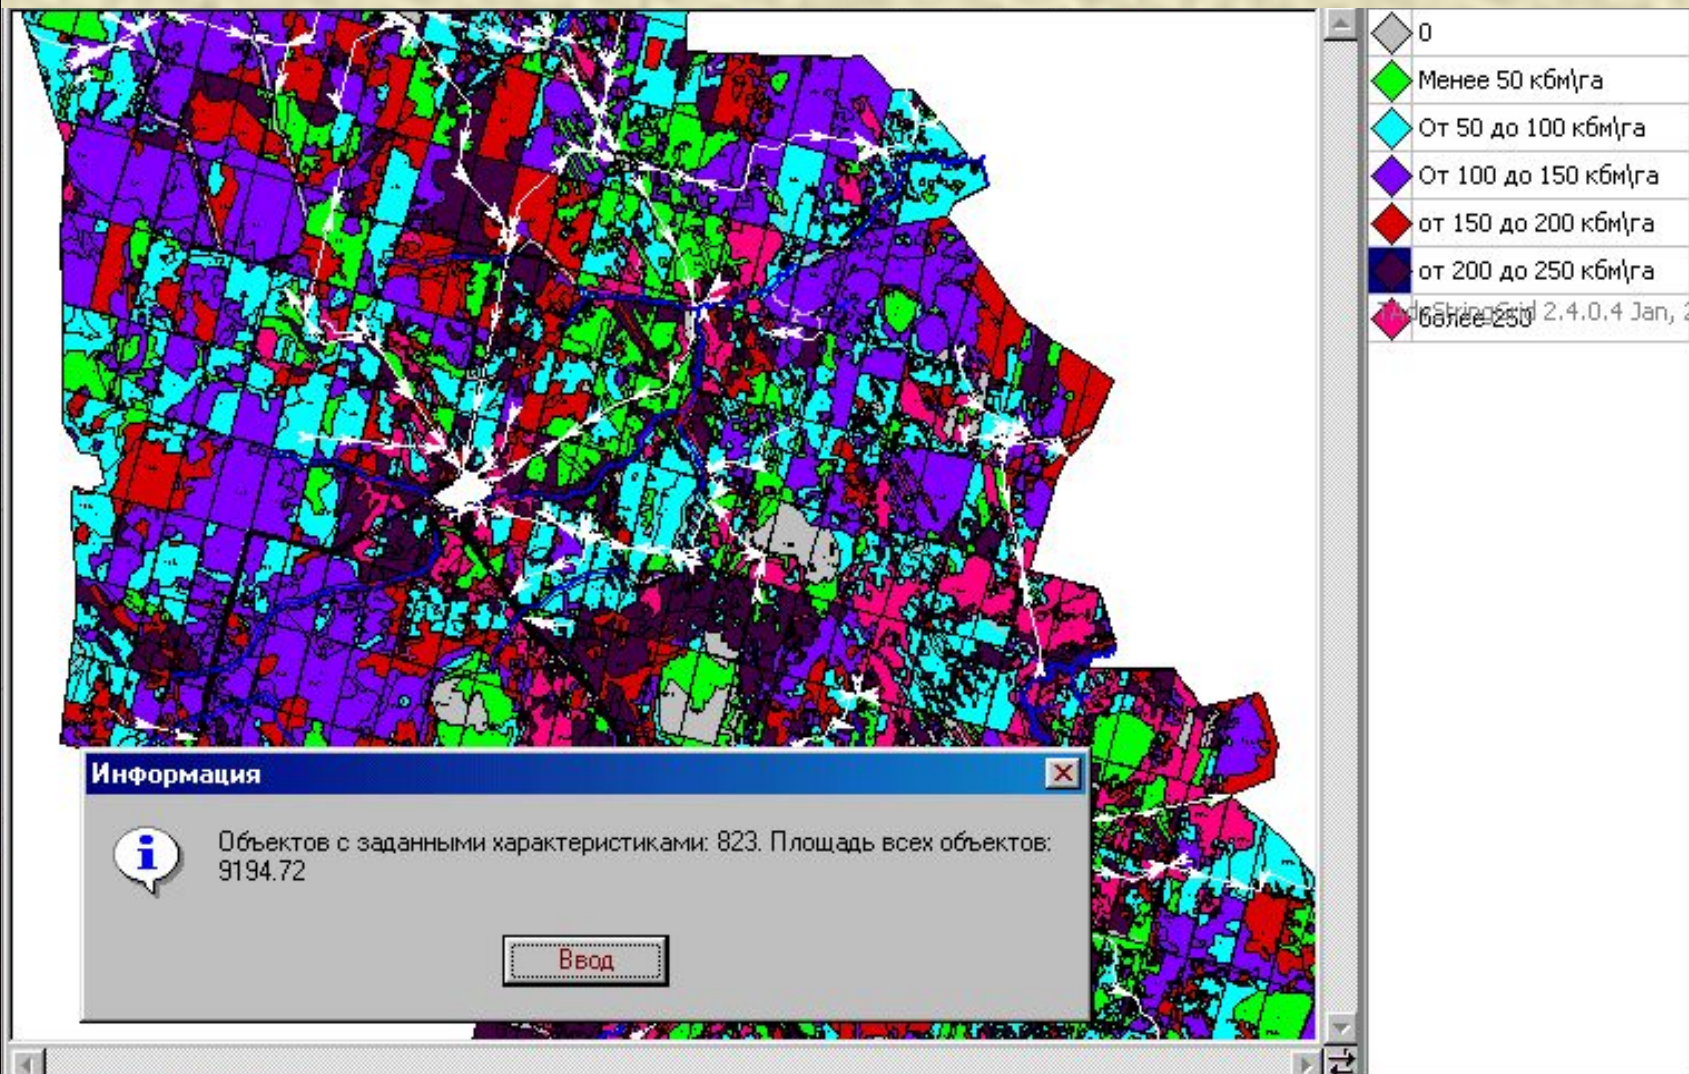 0
Менее 50 кбм\га
От 50 до 100 кбм\га
От 100 до 150 кбм\га
от 150 до 200 кбм\га
от 200 до 250 кбм\га
более 250
TAdvStringGrid 2.4.0.4 Jan, 2
Информация
Объектов с заданными характеристиками: 823. Площадь всех объектов:
9194.72
Ввод